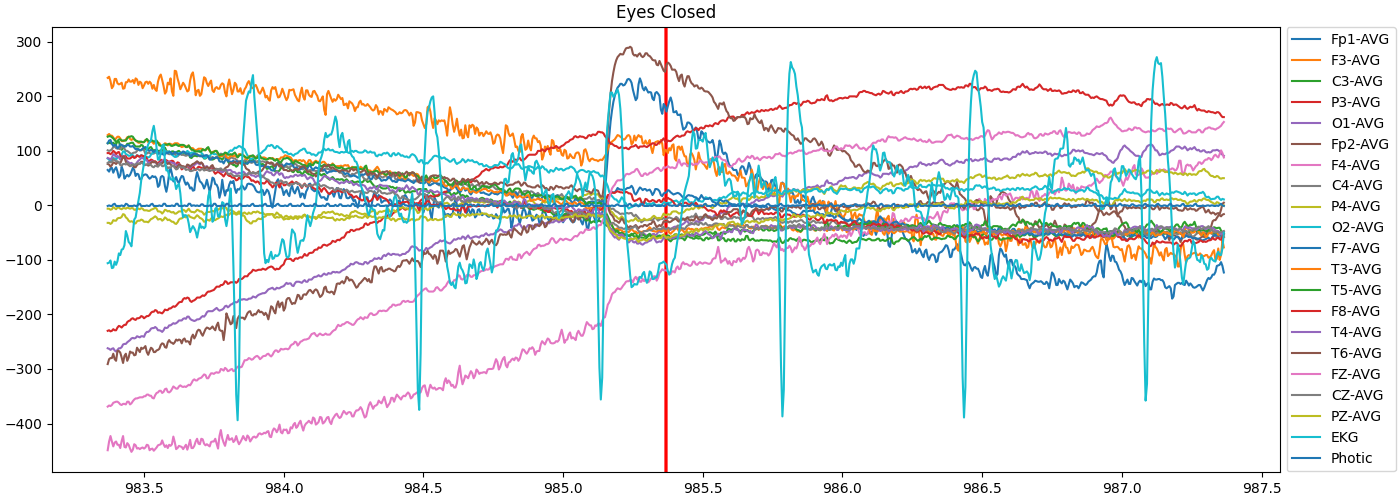 Eyes Closed
300
200
100
0
−100
−200
−300
−400
983.5 984.0 984.5 985.0 985.5 986.0 986.5 987.0 987.5
Fp1-AVG
F3-AVG
C3-AVG
P3-AVG
O1-AVG
Fp2-AVG
F4-AVG
C4-AVG
P4-AVG
O2-AVG
F7-AVG
T3-AVG
T5-AVG
F8-AVG
T4-AVG
T6-AVG
FZ-AVG
CZ-AVG
PZ-AVG
EKG
Photic